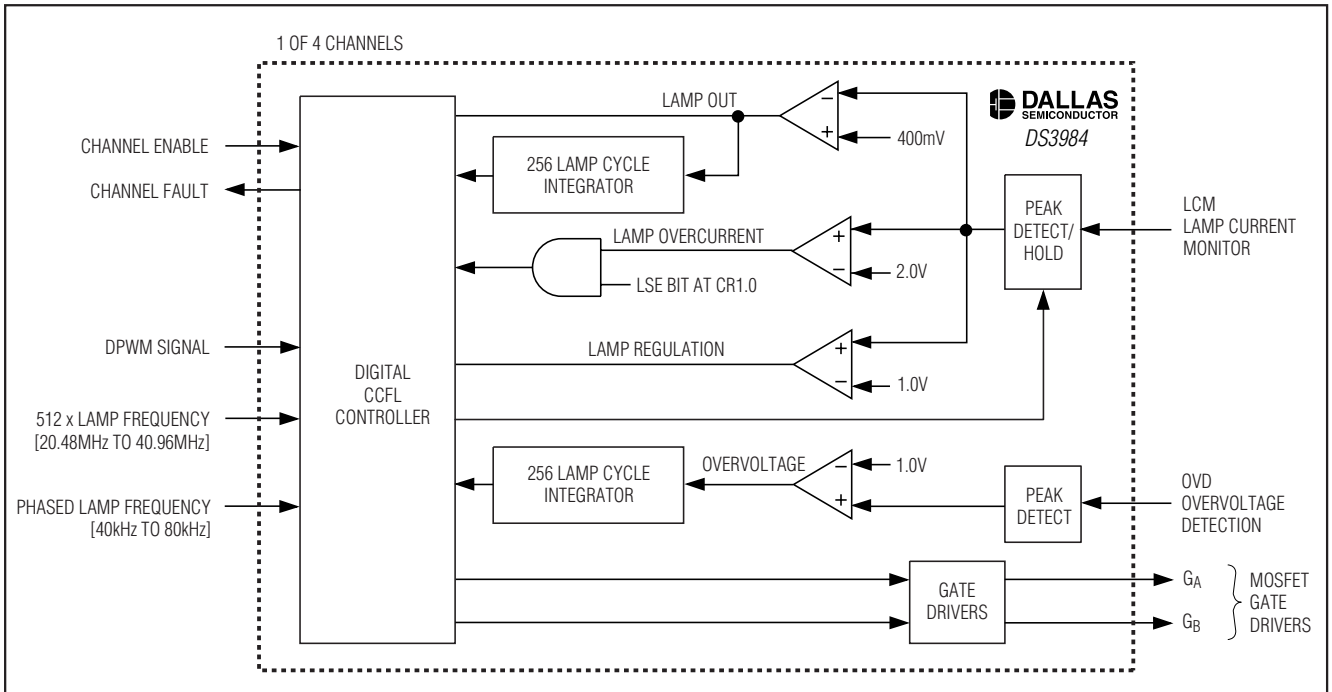 1 OF 4 CHANNELS
DALLAS
SEMICONDUCTOR
DS3984
CHANNEL ENABLE
CHANNEL FAULT
DPWM SIGNAL
512 x LAMP FREQUENCY
[20.48MHz TO 40.96MHz]
PHASED LAMP FREQUENCY
[40kHz TO 80kHz]
DIGITAL
CCFL
CONTROLLER
LAMP OUT
−
+
400mV
256 LAMP CYCLE
INTEGRATOR
LAMP OVERCURRENT
+
−
2.0V
LSE BIT AT CR1.0
LAMP REGULATION
+
−
1.0V
PEAK
DETECT/
HOLD
LCM
LAMP CURRENT
MONITOR
256 LAMP CYCLE
INTEGRATOR
OVERVOLTAGE
−
+
1.0V
PEAK
DETECT
OVD
OVERVOLTAGE
DETECTION
GATE
DRIVERS
GA
GB
MOSFET
GATE
DRIVERS